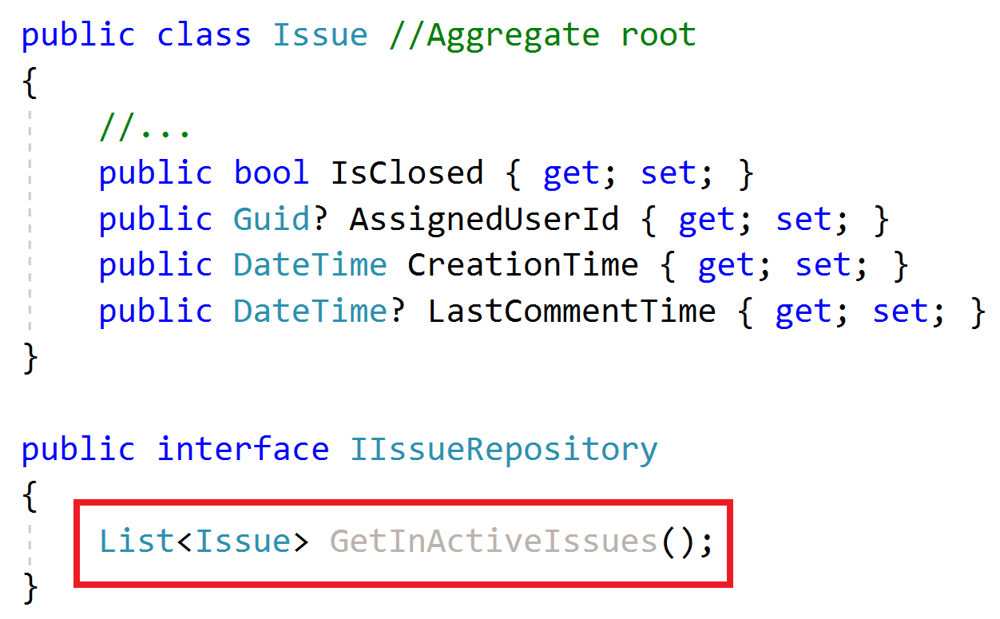 public class Issue //Aggregate root
{
    //...
    public bool IsClosed { get; set; }
    public Guid? AssignedUserId { get; set; }
    public DateTime CreationTime { get; set; }
    public DateTime? LastCommentTime { get; set; }
}
public interface IIssueRepository
{
    List<Issue> GetInActiveIssues();
}